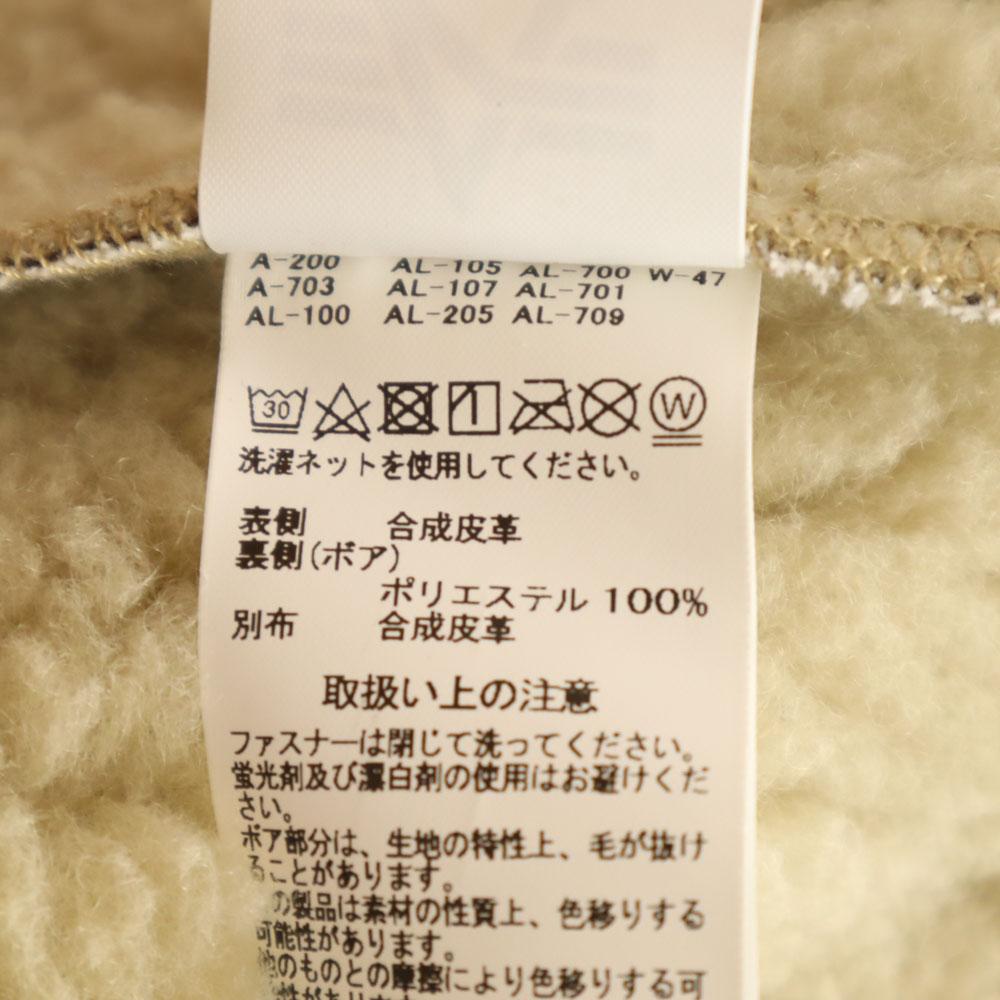 A-200 AL-105 AL-700 W-47
A-703 AL-107 AL-701
AL-100 AL-205 AL-709
30 W
洗濯ネットを使用してください。
表側 合成皮革
裏側(ボア)
ポリエステル 100%
別布 合成皮革
取扱い上の注意
ファスナーは閉じて洗ってください。
蛍光剤及び漂白剤の使用はお避けくだ
さい。
ボア部分は、生地の特性上、毛が抜け
ることがあります。
の製品は素材の性質上、色移りする
可能性があります。
他のものとの摩擦により色移りする可
性があります